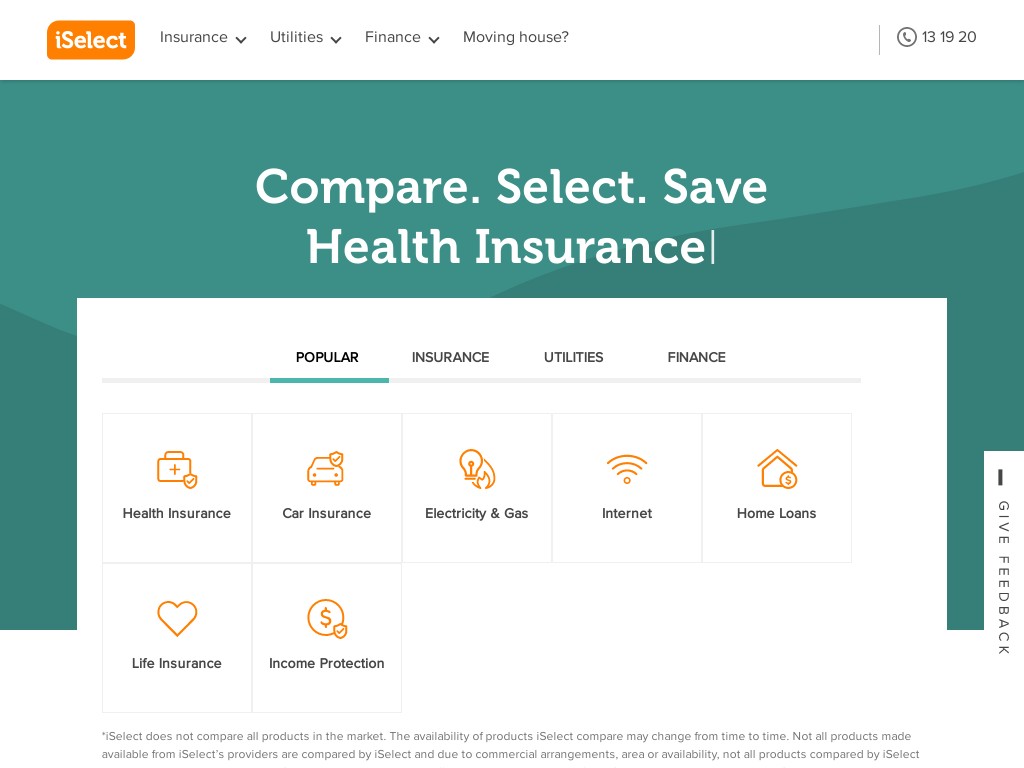 iSelect
Insurance
Utilities
Finance
Moving house?
13 19 20
Compare. Select. Save
Health Insurance
POPULAR
INSURANCE
UTILITIES
FINANCE
Health Insurance
Car Insurance
Electricity & Gas
Internet
Home Loans
Life Insurance
Income Protection
GIVE FEEDBACK
*iSelect does not compare all products in the market. The availability of products iSelect compare may change from time to time. Not all products made
available from iSelect's providers are compared by iSelect and due to commercial arrangements, area or availability, not all products compared by iSelect